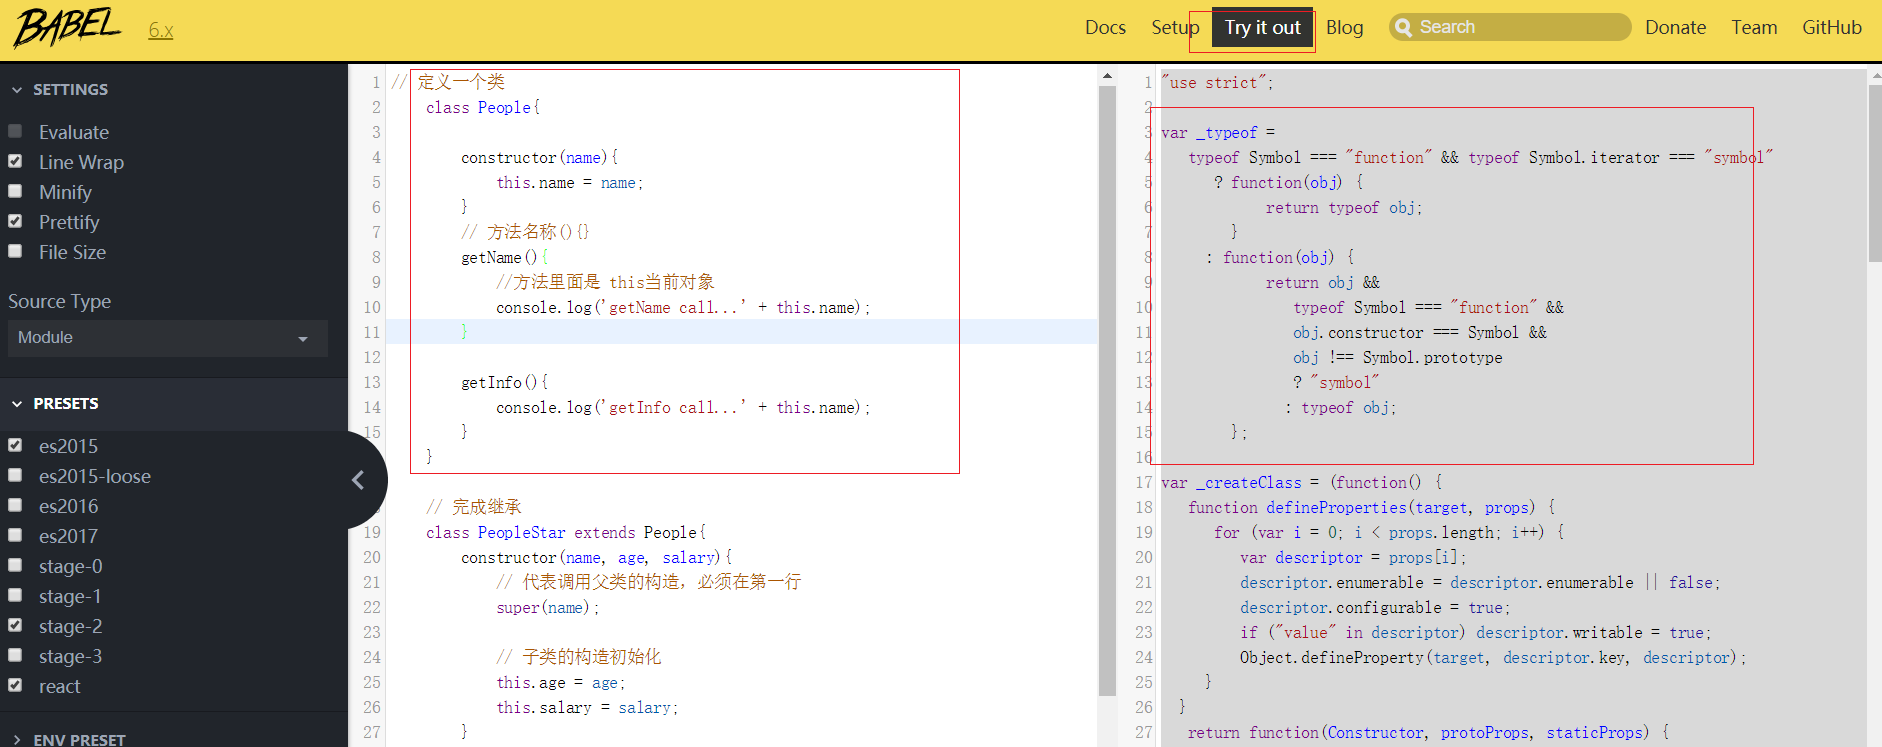 BABEL 6.x Docs Setup Try it out Blog Search Donate Team GitHub
SETTINGS
Evaluate
Line Wrap
Minify
Prettify
File Size
Source Type
Module
PRESETS
es2015
es2015-loose
es2016
es2017
stage-0
stage-1
stage-2
stage-3
react
ENV PRESET
1 // 定义一个类
2 class People{
3
4 constructor(name){
5 this.name = name;
6 }
7 // 方法名称(){}
8 getName(){
9 //方法里面是 this当前对象
10 console.log('getName call...' + this.name);
11 }
12
13 getInfo(){
14 console.log('getInfo call...' + this.name);
15 }
}
// 完成继承
19 class PeopleStar extends People{
20 constructor(name, age, salary){
21 // 代表调用父类的构造，必须在第一行
22 super(name);
23
24 // 子类的构造初始化
25 this.age = age;
26 this.salary = salary;
27 }
1 "use strict";
2
3 var _typeof =
4 typeof Symbol === "function" && typeof Symbol.iterator === "symbol"
5 ? function(obj) {
6 return typeof obj;
7 }
8 : function(obj) {
9 return obj &&
10 typeof Symbol === "function" &&
11 obj.constructor === Symbol &&
12 obj !== Symbol.prototype
13 ? "symbol"
14 : typeof obj;
15 };
16
17 var _createClass = (function() {
18 function defineProperties(target, props) {
19 for (var i = 0; i < props.length; i++) {
20 var descriptor = props[i];
21 descriptor.enumerable = descriptor.enumerable || false;
22 descriptor.configurable = true;
23 if ("value" in descriptor) descriptor.writable = true;
24 Object.defineProperty(target, descriptor.key, descriptor);
25 }
26 }
27 return function(Constructor, protoProps, staticProps) {